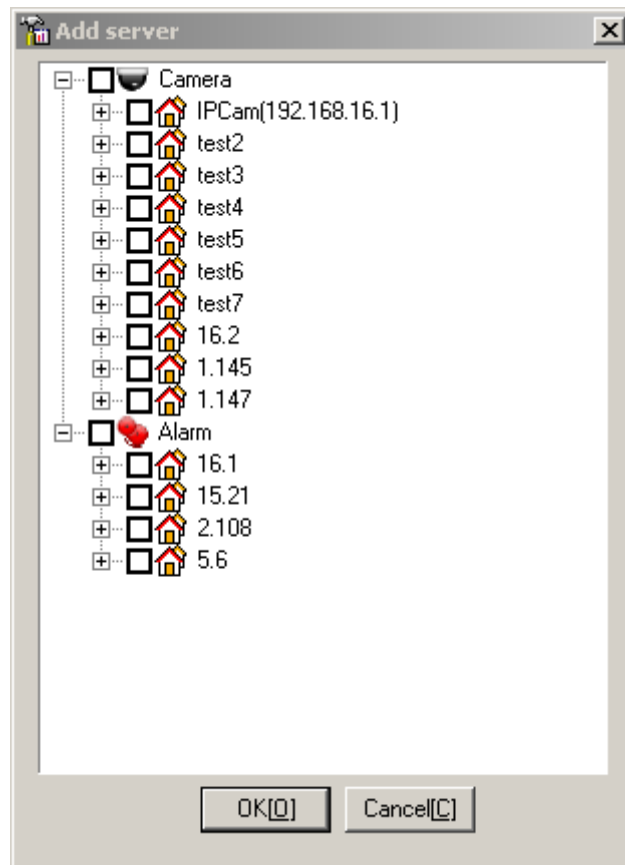 Add server
Camera
IPCam(192.168.16.1)
test2
test3
test4
test5
test6
test7
16.2
1.145
1.147
Alarm
16.1
15.21
2.108
5.6
OK[O] Cancel[C]